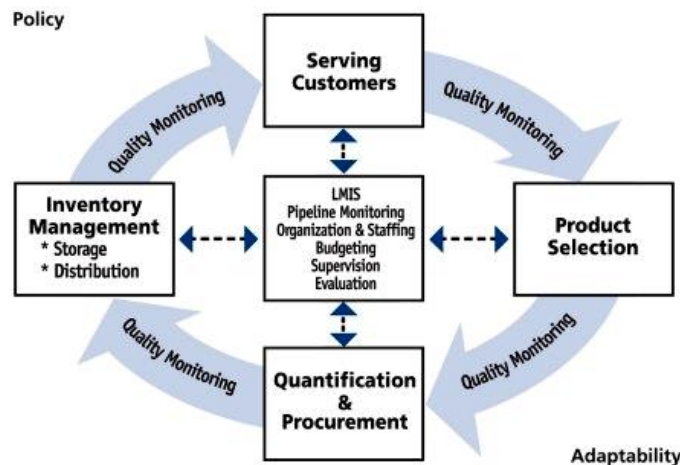 Policy
Serving
Customers
Quality Monitoring
Quality Monitoring
Inventory
Management
* Storage
* Distribution
LMIS
Pipeline Monitoring
Organization & Staffing
Budgeting
Supervision
Evaluation
Product
Selection
Quality Monitoring
Quality Monitoring
Quantification
&
Procurement
Adaptability